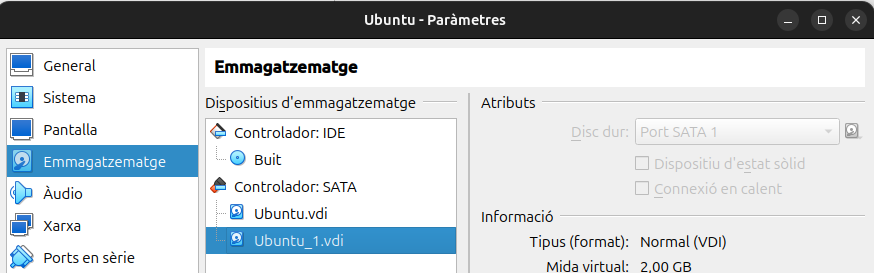 Ubuntu - Paràmetres
General
Sistema
Pantalla
Emmagatzematge
Àudio
Xarxa
Ports en sèrie
Emmagatzematge
Dispositius d'emmagatzematge
Controlador: IDE
Buit
Controlador: SATA
Ubuntu.vdi
Ubuntu_1.vdi
Atributs
Disc dur: Port SATA 1
Dispositiu d'estat sòlid
Connexió en calent
Informació
Tipus (format): Normal (VDI)
Mida virtual: 2,00 GB